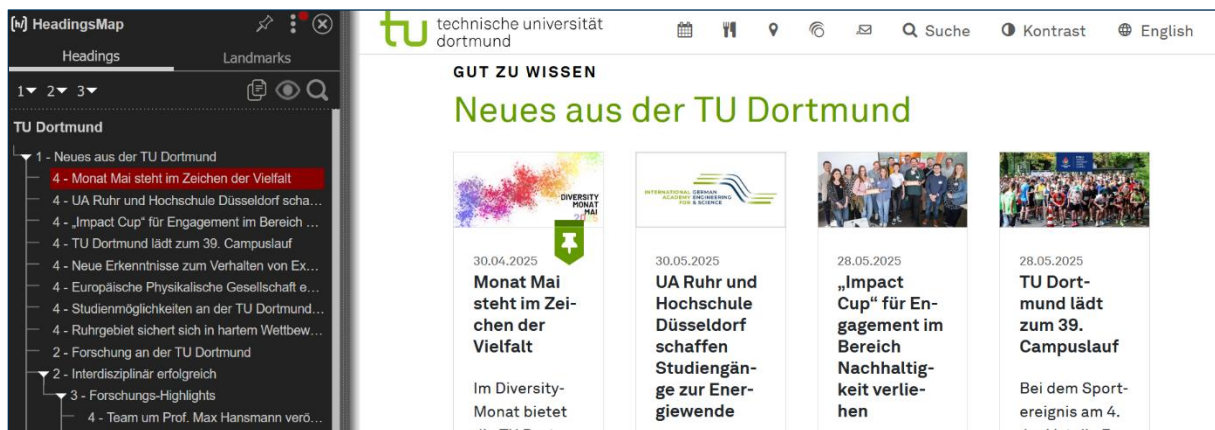 [h] HeadingsMap
Headings
Landmarks
1 2 3
TU Dortmund
1 - Neues aus der TU Dortmund
4 - Monat Mai steht im Zeichen der Vielfalt
4 - UA Ruhr und Hochschule Düsseldorf scha...
4 - „Impact Cup“ für Engagement im Bereich ...
4 - TU Dortmund lädt zum 39. Campuslauf
4 - Neue Erkenntnisse zum Verhalten von Ex...
4 - Europäische Physikalische Gesellschaft e...
4 - Studienmöglichkeiten an der TU Dortmund...
4 - Ruhrgebiet sichert sich in hartem Wettbew...
2 - Forschung an der TU Dortmund
2 - Interdisziplinär erfolgreich
3 - Forschungs-Highlights
4 - Team um Prof. Max Hansmann verö...
tu technische universität
dortmund
Suche
Kontrast
English
GUT ZU WISSEN
Neues aus der TU Dortmund
DIVERSITY
MONAT
MAI
30.04.2025
Monat Mai
steht im Zei-
chen der
Vielfalt
Im Diversity-
Monat bietet
INTERNATIONAL GERMAN
ACADEMY ENGINEERING
FOR & SCIENCE
30.05.2025
UA Ruhr und
Hochschule
Düsseldorf
schaffen
Studiengän-
ge zur Ener-
giewende
28.05.2025
„Impact
Cup“ für En-
gagement im
Bereich
Nachhaltig-
keit verlie-
hen
28.05.2025
TU Dort-
mund lädt
zum 39.
Campuslauf
Bei dem Sport-
ereignis am 4.